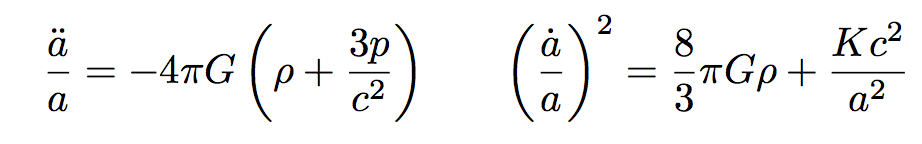 ä/a = −4πG (ρ + 3p/c²)    (ȧ/a)² = 8/3 πGρ + Kc²/a²